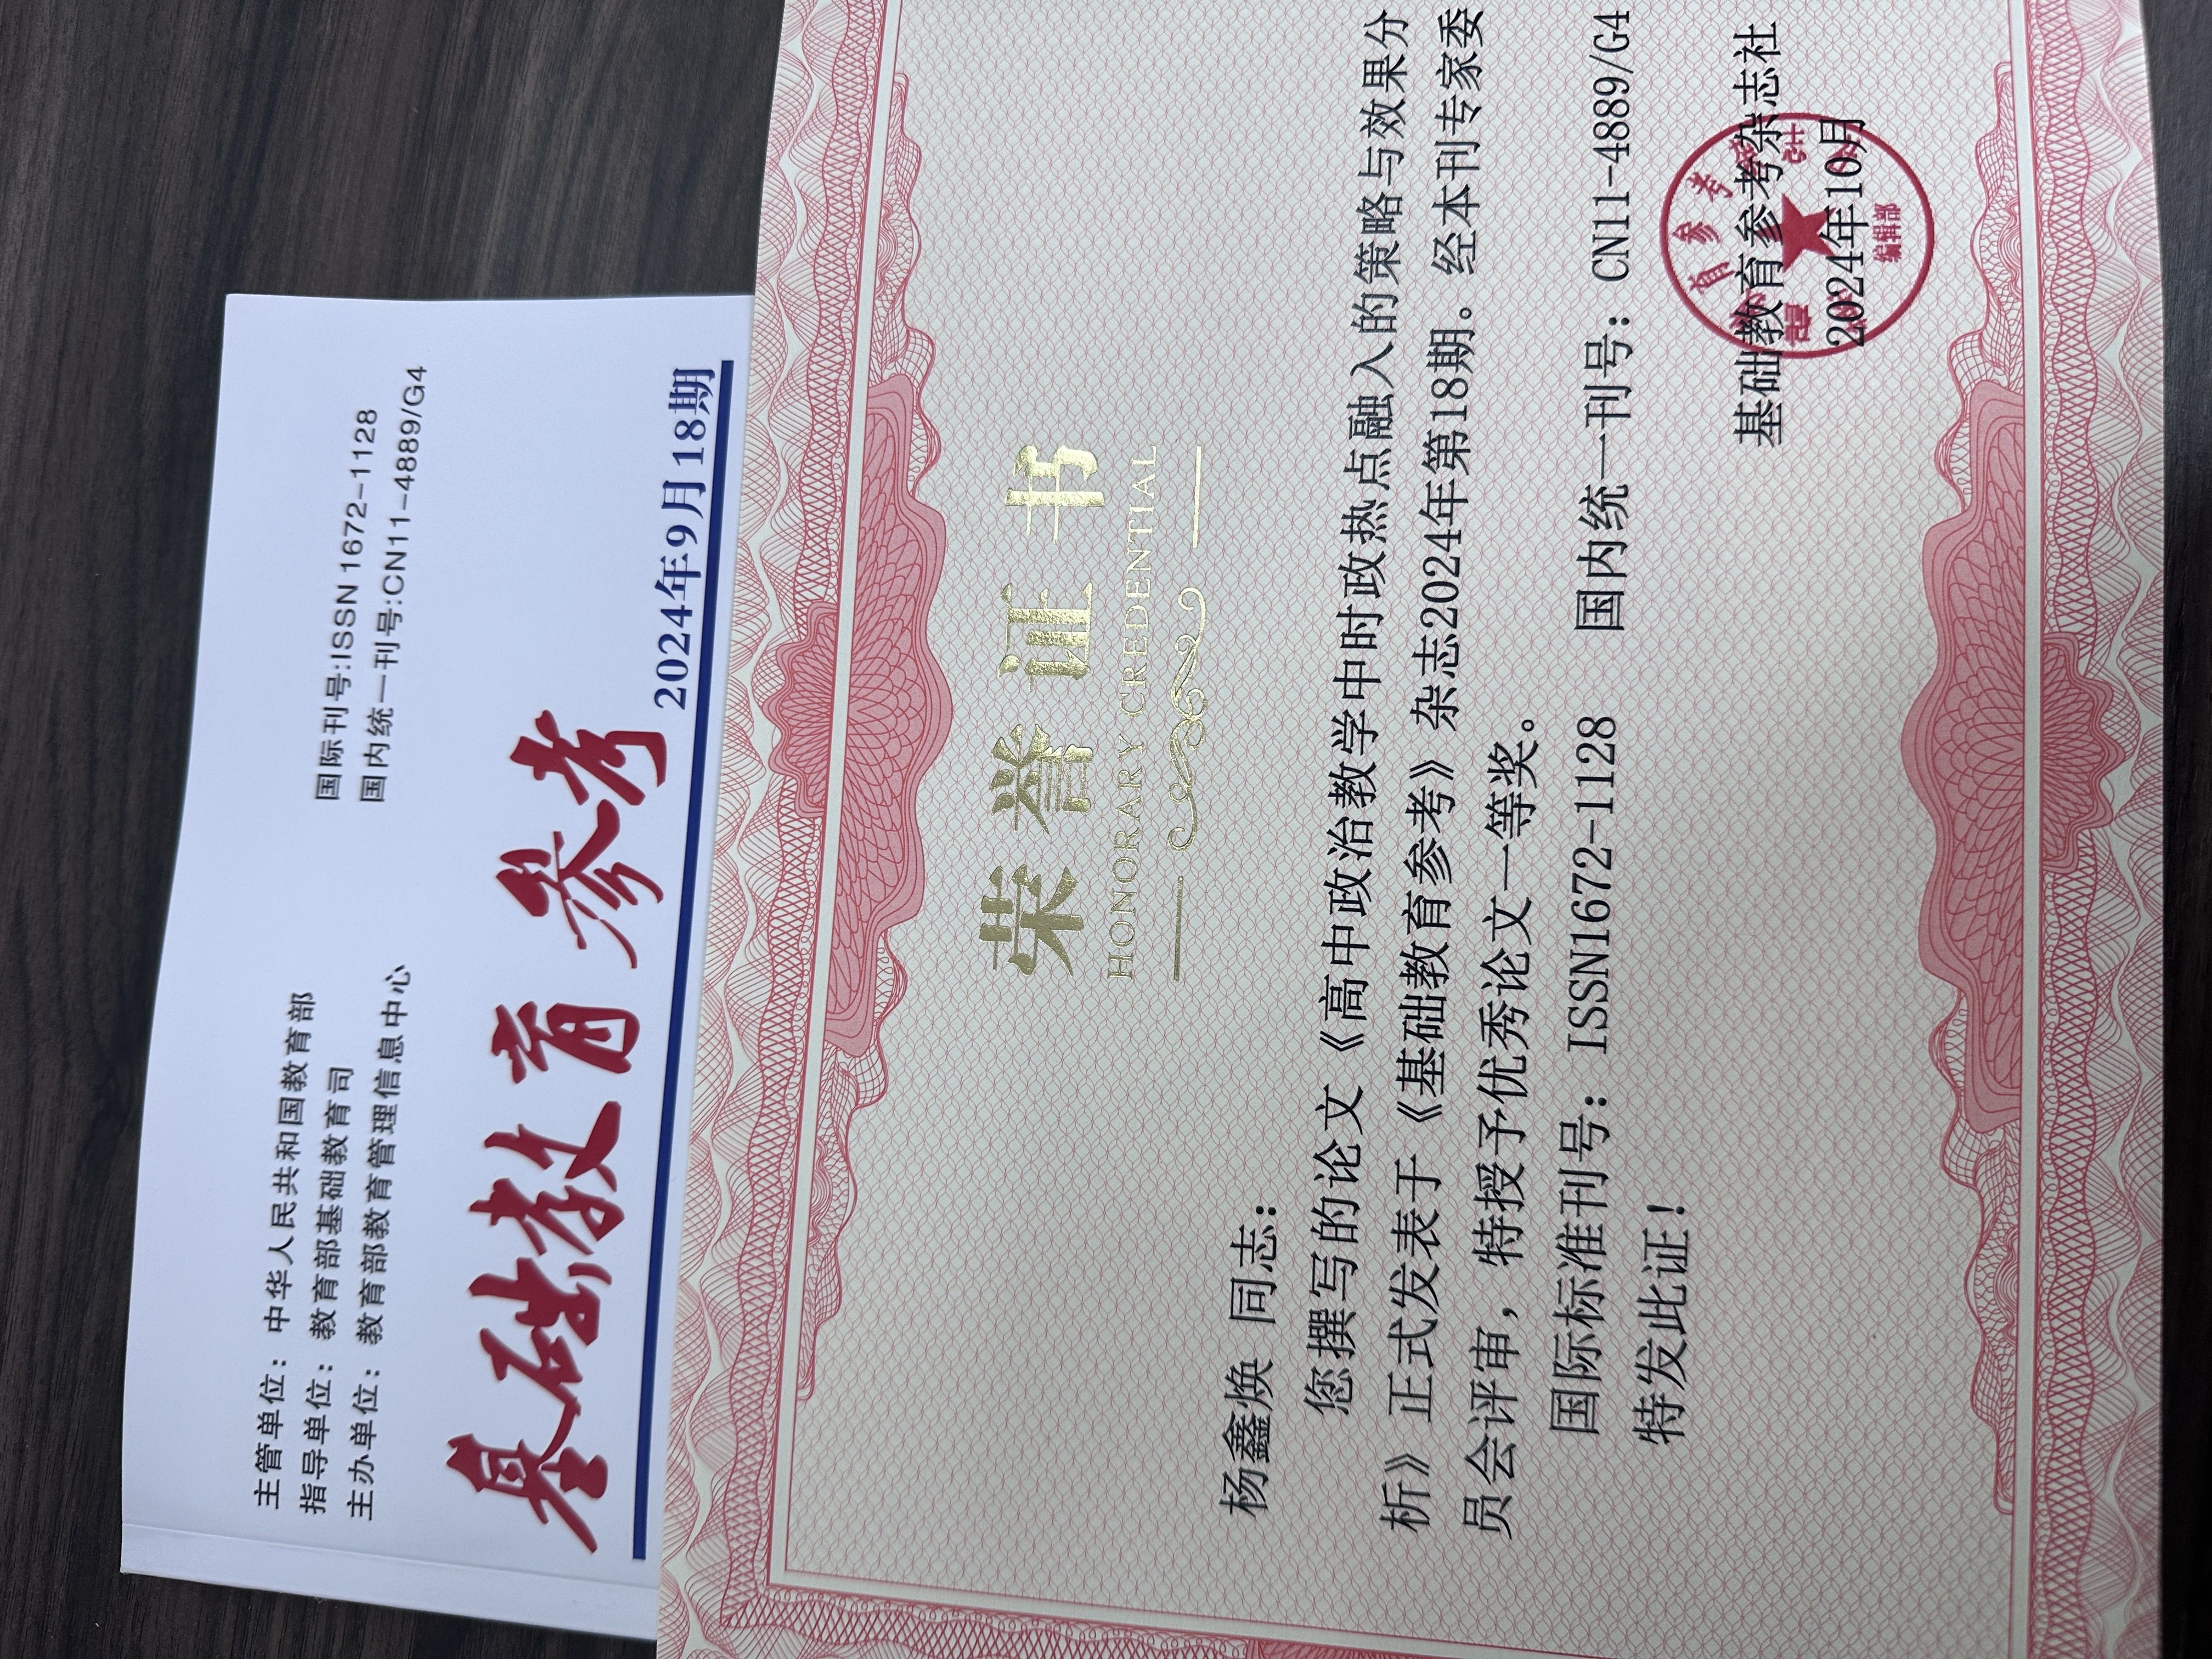 主管单位：中华人民共和国教育部
指导单位：教育部基础教育司
主办单位：教育部教育管理信息中心
国际刊号:ISSN 1672-1128
国内统一刊号:CN11-4889/G4
基础教育参考
2024年9月18期
荣誉证书
HONORARY CREDENTIAL
杨鑫焕 同志：
您撰写的论文《高中政治教学中时政热点融入的策略与效果分
析》正式发表于《基础教育参考》杂志2024年第18期。经本刊专家委
员会评审，特授予优秀论文一等奖。
国际标准刊号：ISSN1672-1128 国内统一刊号：CN11-4889/G4
特发此证！
基础教育参考杂志社
2024年10月
育参考
编辑部